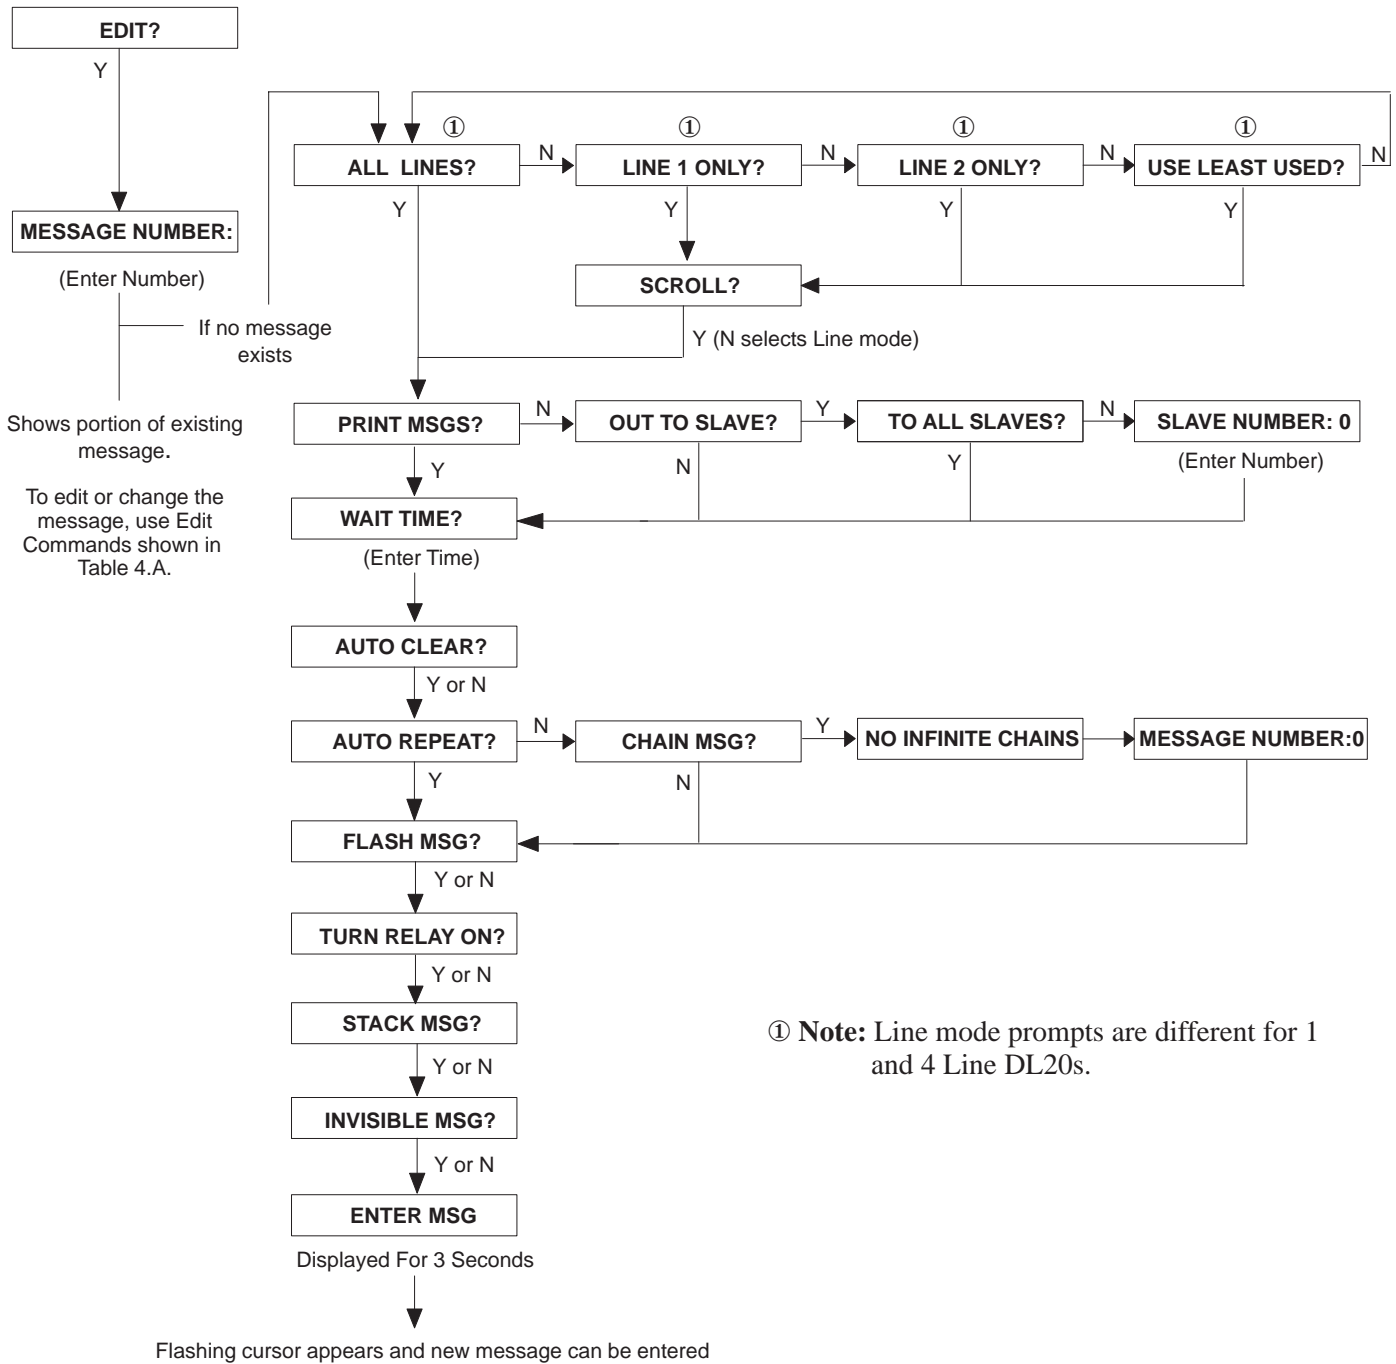 EDIT?
Y
①
①
①
①
ALL LINES?
N
LINE 1 ONLY?
N
LINE 2 ONLY?
N
USE LEAST USED?
N
Y
Y
Y
Y
MESSAGE NUMBER:
(Enter Number)
SCROLL?
If no message
exists
Y (N selects Line mode)
Shows portion of existing
message.
To edit or change the
message, use Edit
Commands shown in
Table 4.A.
PRINT MSGS?
N
OUT TO SLAVE?
Y
TO ALL SLAVES?
N
SLAVE NUMBER: 0
(Enter Number)
Y
N
Y
WAIT TIME?
(Enter Time)
AUTO CLEAR?
Y or N
AUTO REPEAT?
N
CHAIN MSG?
Y
NO INFINITE CHAINS
MESSAGE NUMBER:0
Y
N
FLASH MSG?
Y or N
TURN RELAY ON?
Y or N
STACK MSG?
Y or N
INVISIBLE MSG?
Y or N
ENTER MSG
Displayed For 3 Seconds
Flashing cursor appears and new message can be entered
① Note: Line mode prompts are different for 1
and 4 Line DL20s.